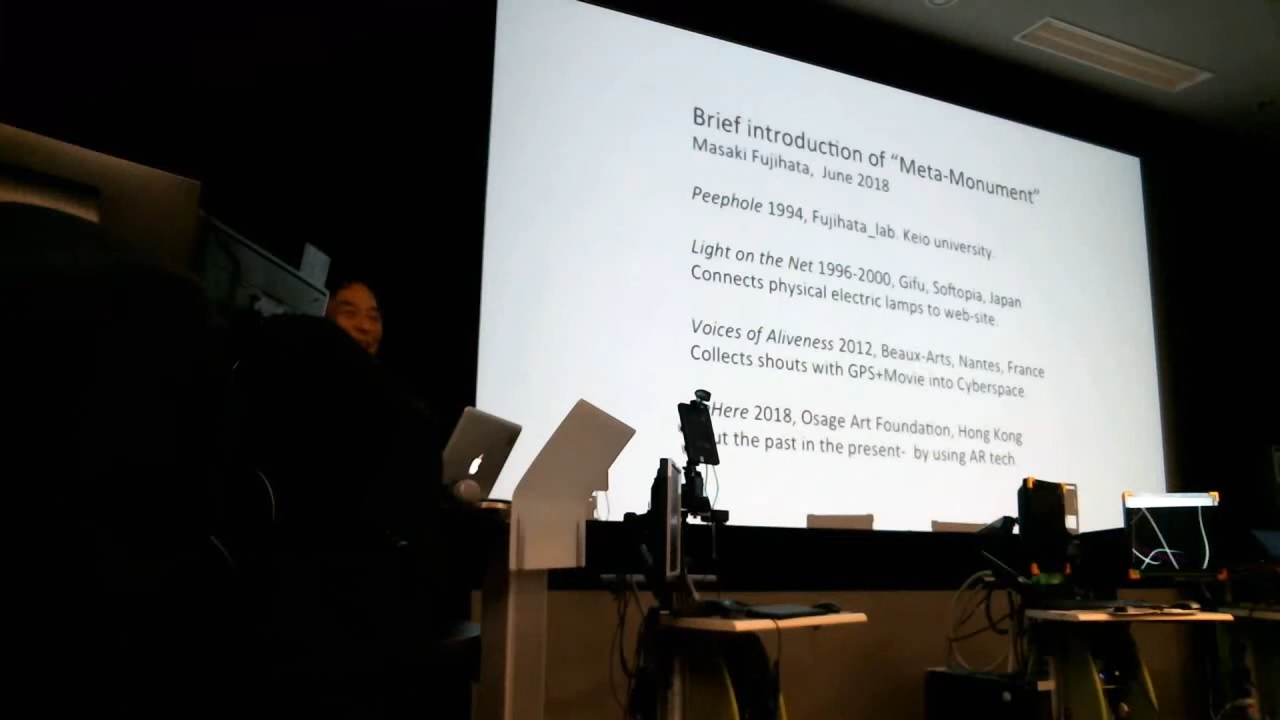 Brief introduction of “Meta-Monument”
Masaki Fujihata, June 2018
Peephole 1994, Fujihata_lab. Keio university.
Light on the Net 1996-2000, Gifu, Softopia, Japan
Connects physical electric lamps to web-site.
Voices of Aliveness 2012, Beaux-Arts, Nantes, France
Collects shouts with GPS+Movie into Cyberspace.
Here 2018, Osage Art Foundation, Hong Kong
the past in the present- by using AR tech.